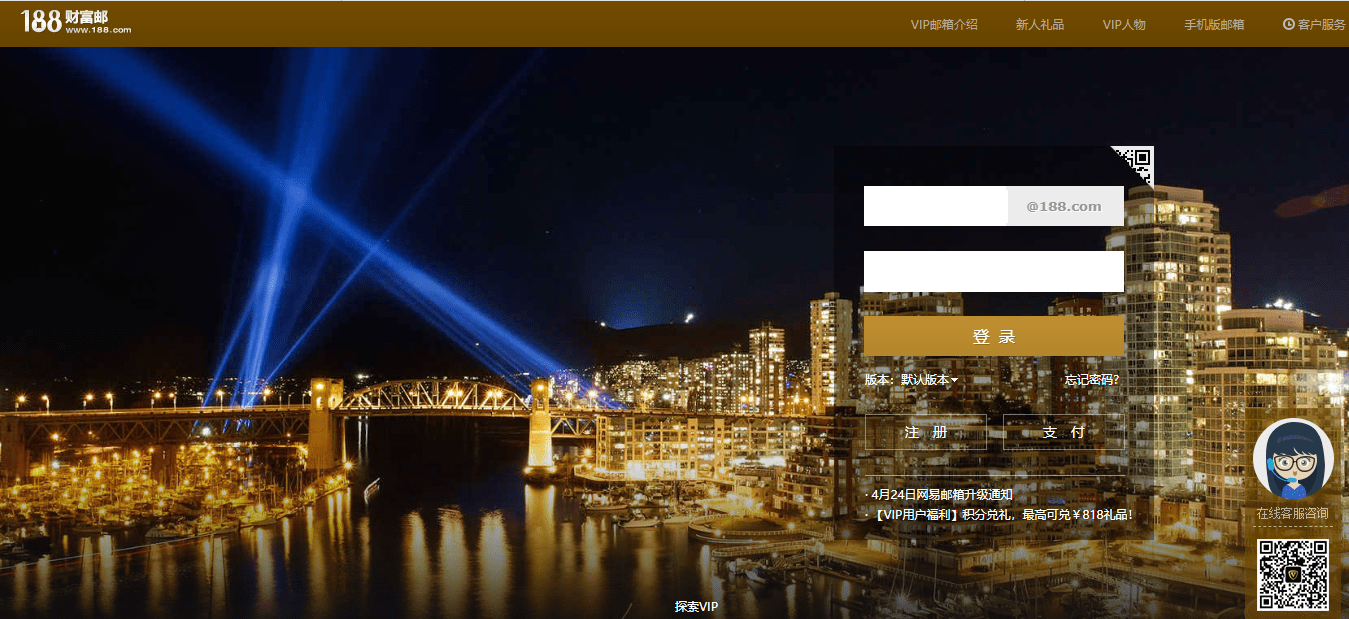 188 财富邮
www.188.com
VIP邮箱介绍 新人礼品 VIP人物 手机版邮箱 客户服务
@188.com
登 录
版本: 默认版本 忘记密码?
注 册 支 付
· 4月24日网易邮箱升级通知
· 【VIP用户福利】积分兑礼，最高可兑￥818礼品！
在线客服咨询
探索VIP